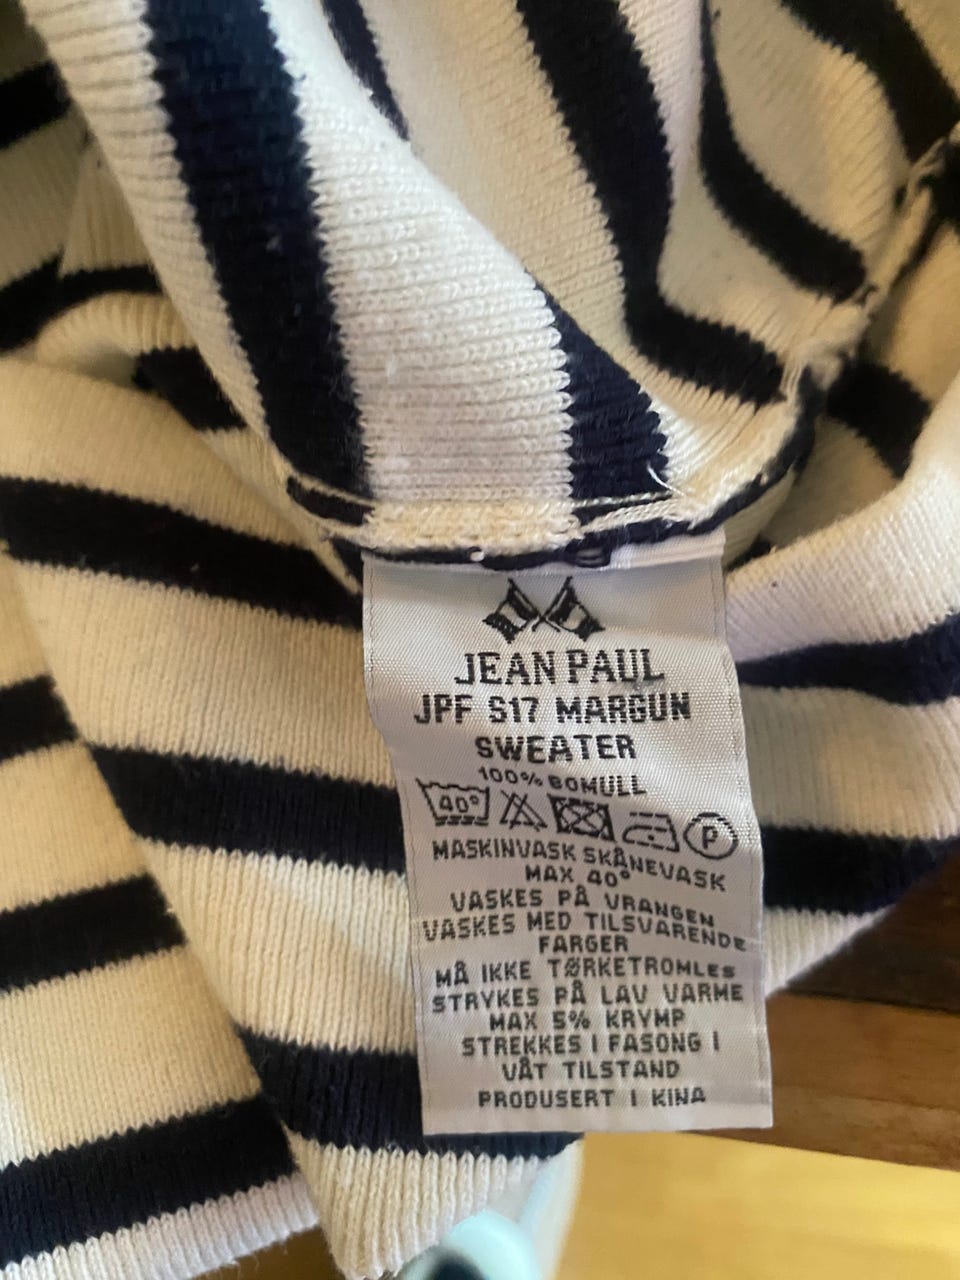 JEAN PAUL
JPF S17 MARGUN
SWEATER
100% BOMULL
40° P
MASKINVASK SKÅNEVASK
MAX 40°
VASKES PÅ VRANGEN
VASKES MED TILSVARENDE
FARGER
MÅ IKKE TØRKETROMLES
STRYKES PÅ LAV VARME
MAX 5% KRYMP
STREKKES I FASONG I
VÅT TILSTAND
PRODUSERT I KINA